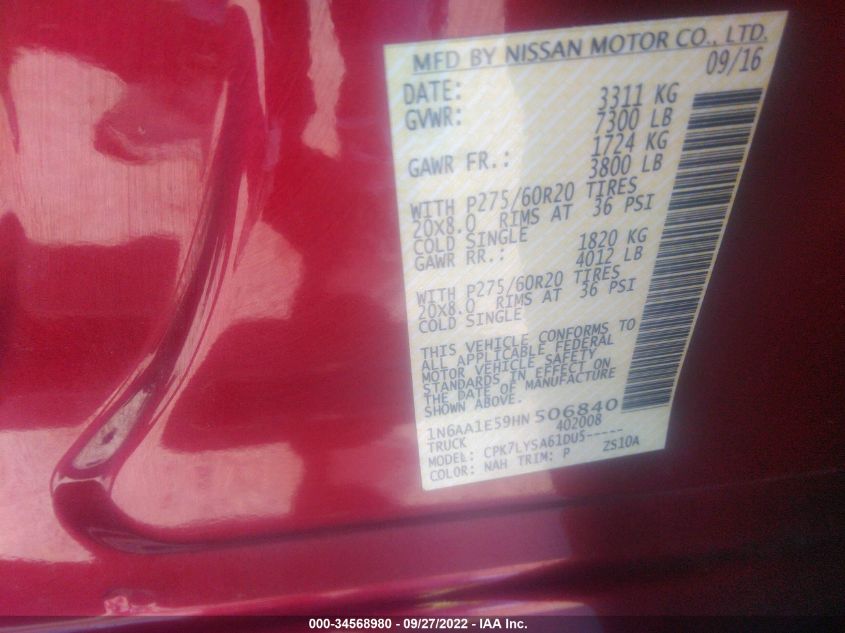 MFD BY NISSAN MOTOR CO., LTD.
DATE: 09/16
GVWR: 3311 KG
7300 LB
GAWR FR.: 1724 KG
3800 LB
WITH P275/60R20 TIRES
20x8.0 RIMS AT 36 PSI
COLD SINGLE
GAWR RR.: 1820 KG
4012 LB
WITH P275/60R20 TIRES
20x8.0 RIMS AT 36 PSI
COLD SINGLE
THIS VEHICLE CONFORMS TO
ALL APPLICABLE FEDERAL
MOTOR VEHICLE SAFETY
STANDARDS IN EFFECT ON
THE DATE OF MANUFACTURE
SHOWN ABOVE.
1N6AA1E59HN506840
TRUCK 402008
MODEL: CPK7LYSA61DUS-----
COLOR: NAH TRIM: P ZS10A
000-34568980 - 09/27/2022 - IAA Inc.